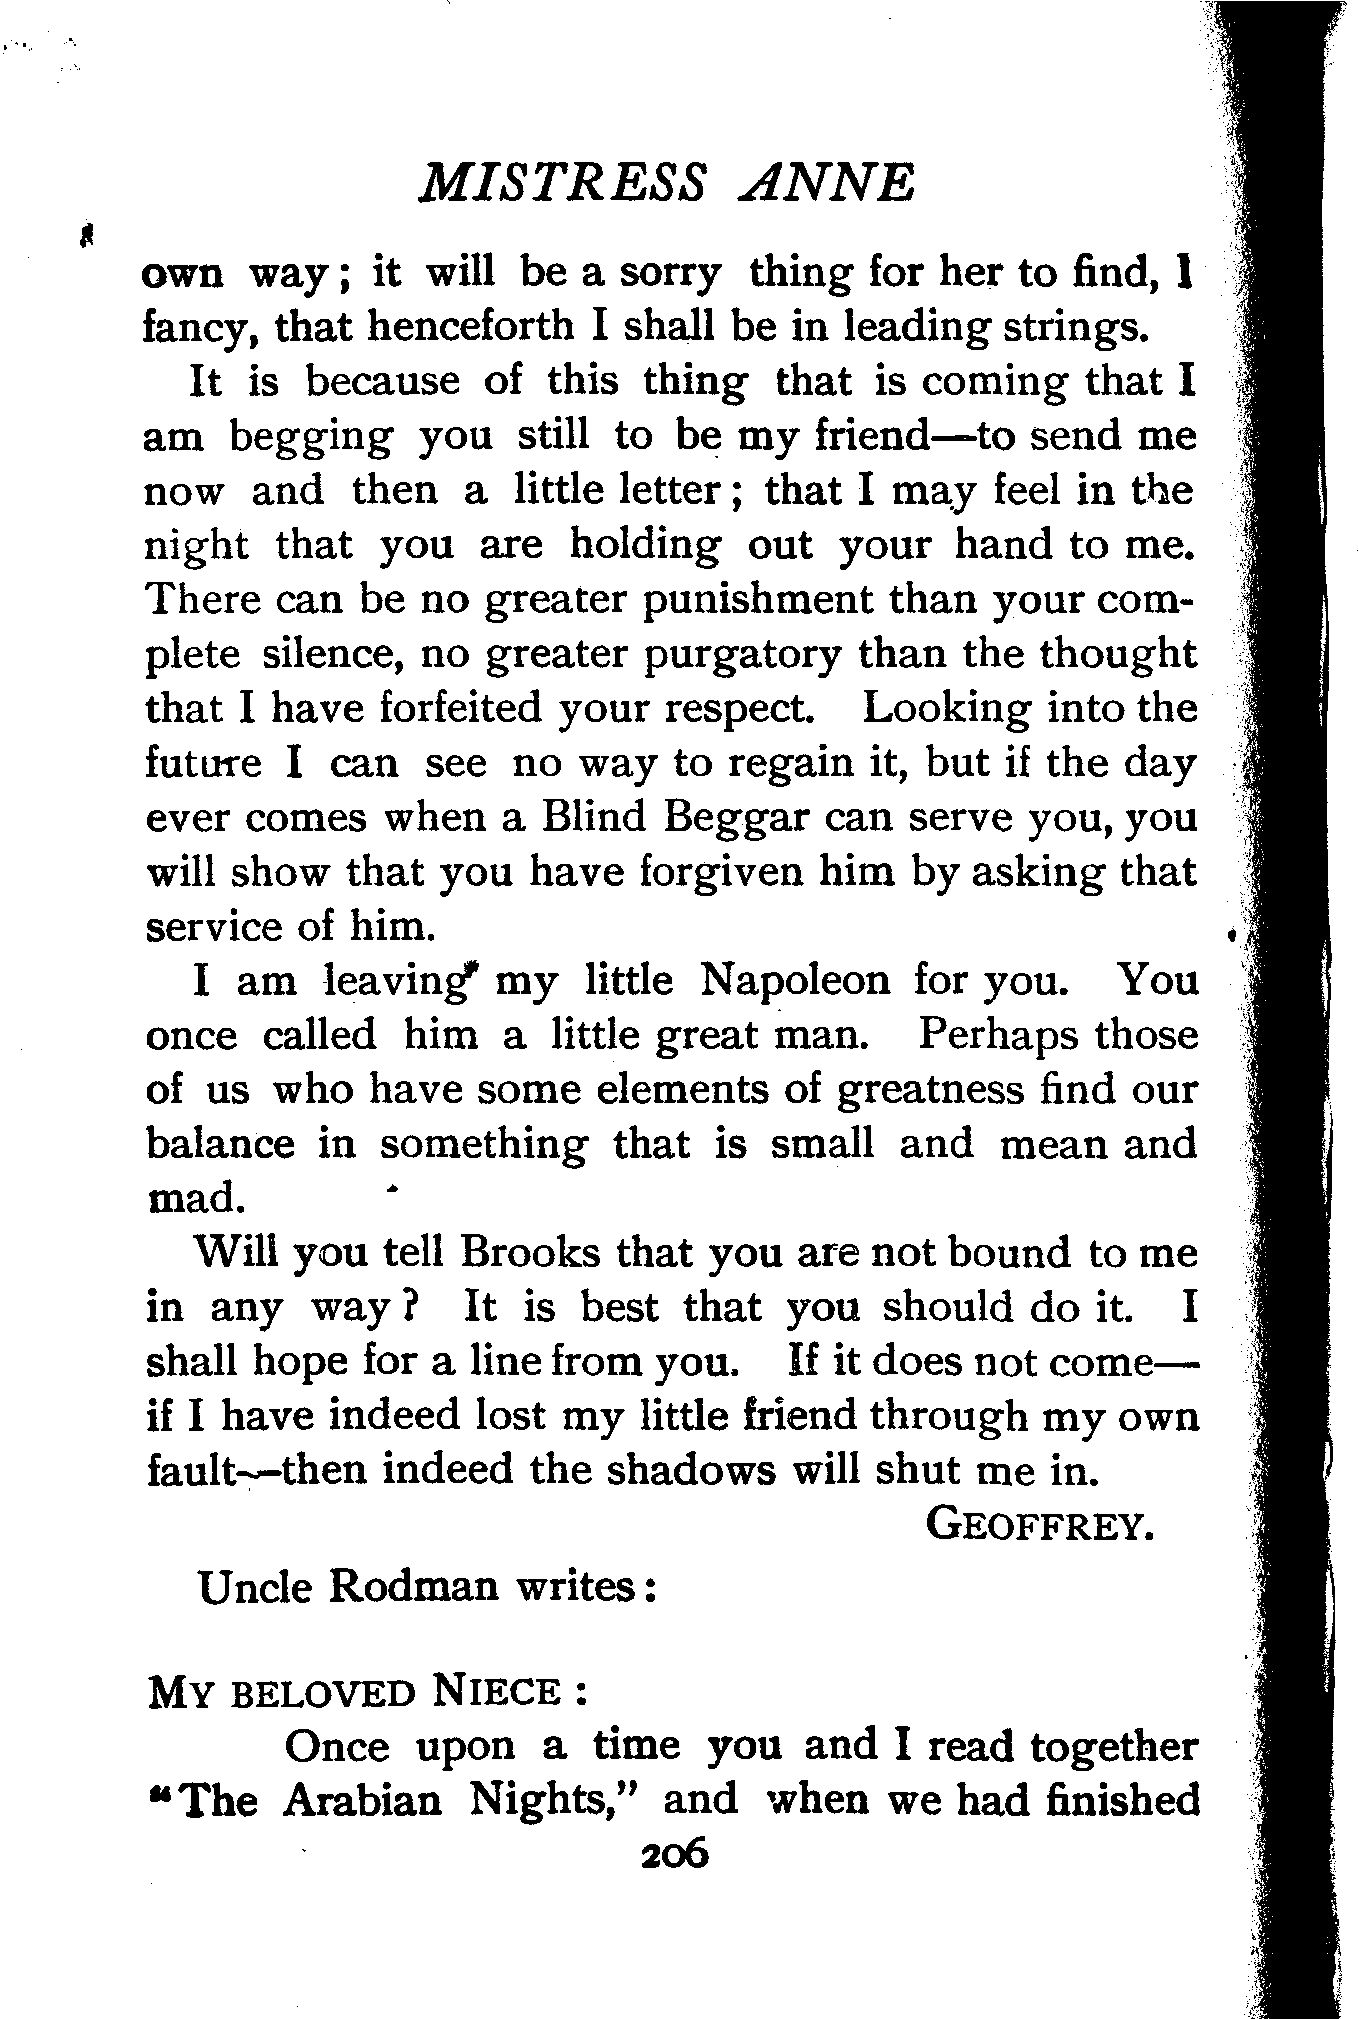 MISTRESS ANNE
own way; it will be a sorry thing for her to find, I
fancy, that henceforth I shall be in leading strings.
It is because of this thing that is coming that I
am begging you still to be my friend—to send me
now and then a little letter; that I may feel in the
night that you are holding out your hand to me.
There can be no greater punishment than your com-
plete silence, no greater purgatory than the thought
that I have forfeited your respect. Looking into the
future I can see no way to regain it, but if the day
ever comes when a Blind Beggar can serve you, you
will show that you have forgiven him by asking that
service of him.
I am leaving my little Napoleon for you. You
once called him a little great man. Perhaps those
of us who have some elements of greatness find our
balance in something that is small and mean and
mad.
Will you tell Brooks that you are not bound to me
in any way? It is best that you should do it. I
shall hope for a line from you. If it does not come—
if I have indeed lost my little friend through my own
fault—then indeed the shadows will shut me in.
GEOFFREY.
Uncle Rodman writes:
MY BELOVED NIECE:
Once upon a time you and I read together
"The Arabian Nights," and when we had finished
206